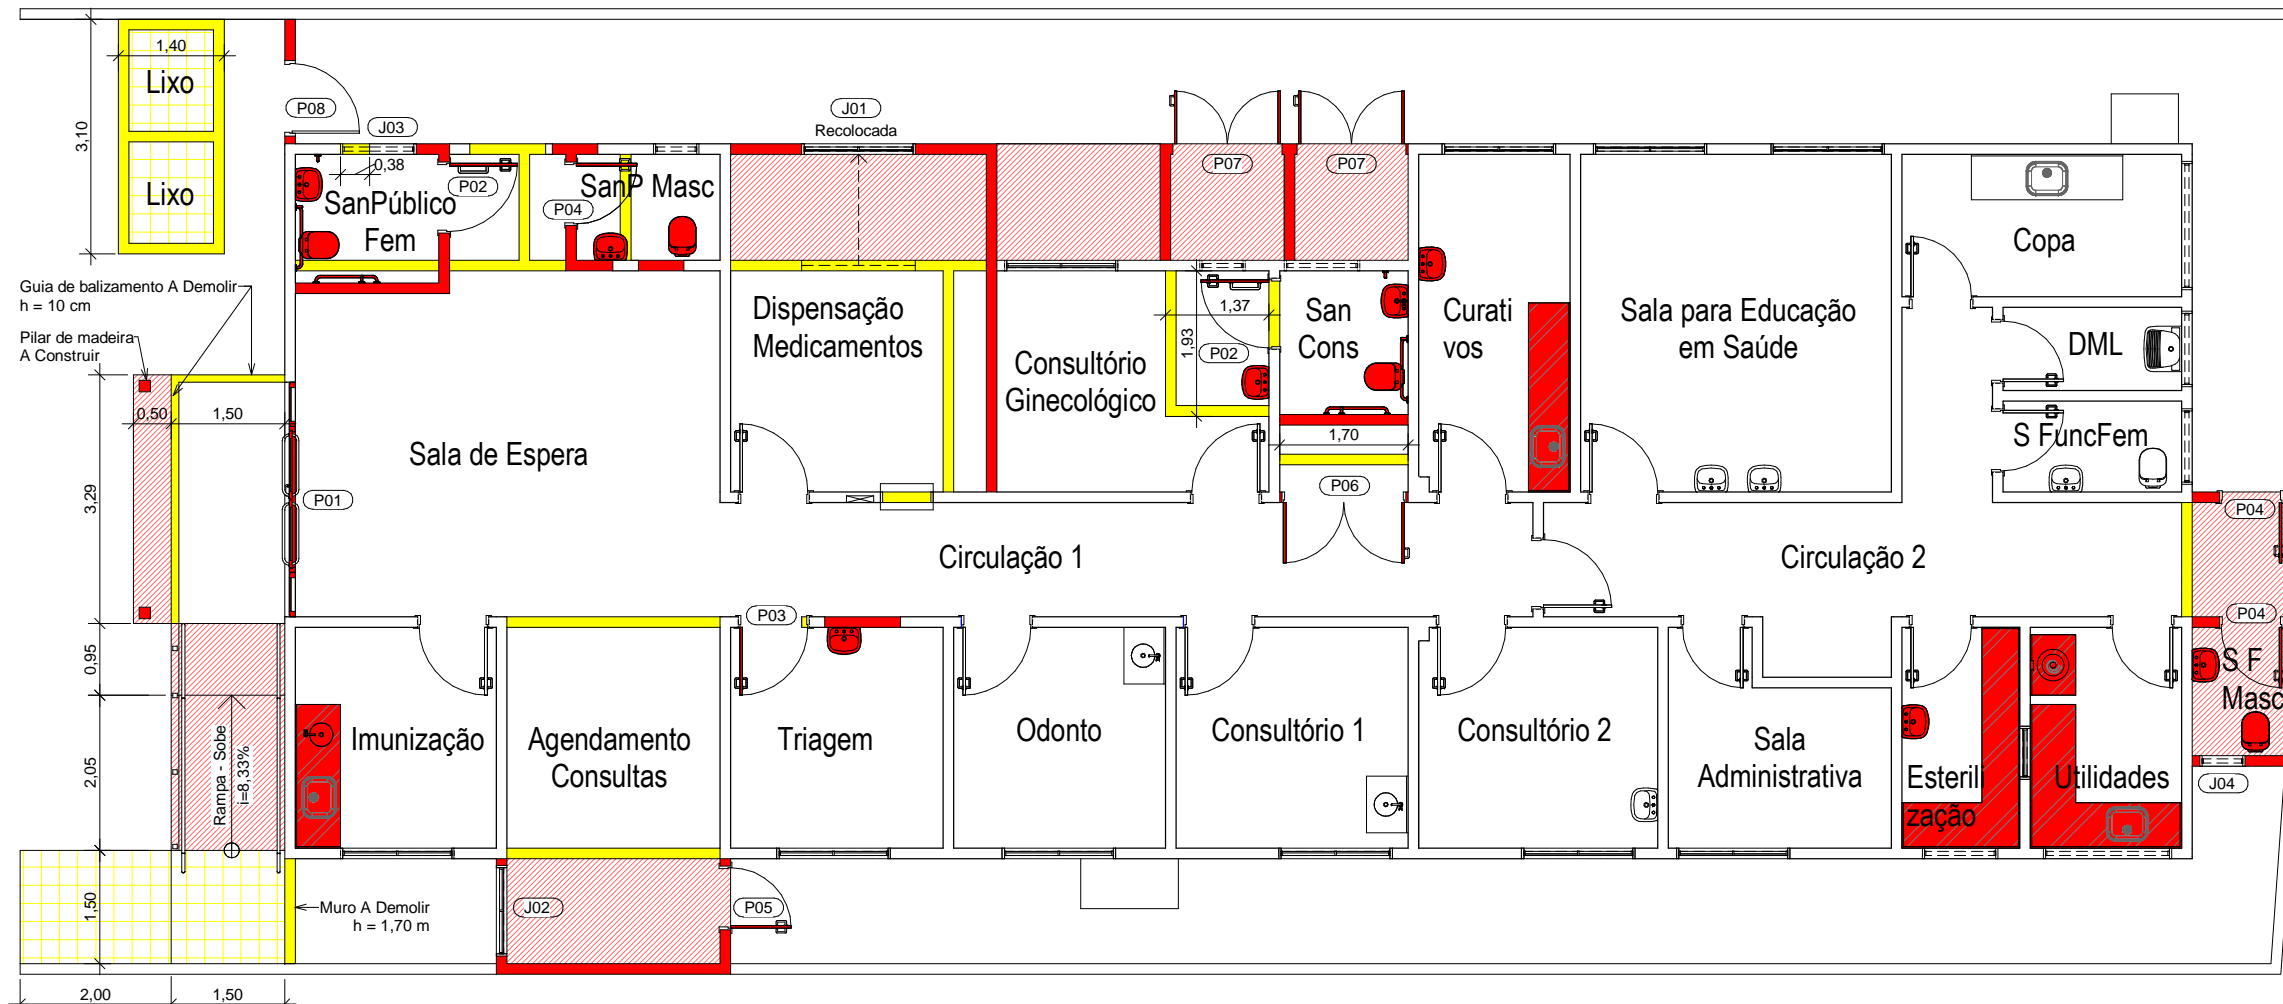 1,40
Lixo
Lixo
3,10
P08
J03
0,38
P02
SanPúblico
Fem
P04
SanP Masc
J01
Recolocada
P07
P07
Guia de balizamento A Demolir
h = 10 cm
Pilar de madeira
A Construir
0,50
1,50
3,29
P01
Sala de Espera
Dispensação
Medicamentos
Consultório
Ginecológico
1,37
1,93
P02
San
Cons
1,70
P06
Curati
vos
Sala para Educação
em Saúde
Copa
DML
S FuncFem
P04
Circulação 1
Circulação 2
P03
P04
S F
Masc
J04
0,95
2,05
Rampa - Sobe
i=8,33%
Imunização
Agendamento
Consultas
Triagem
Odonto
Consultório 1
Consultório 2
Sala
Administrativa
Esterili
zação
Utilidades
1,50
Muro A Demolir
h = 1,70 m
J02
P05
2,00
1,50